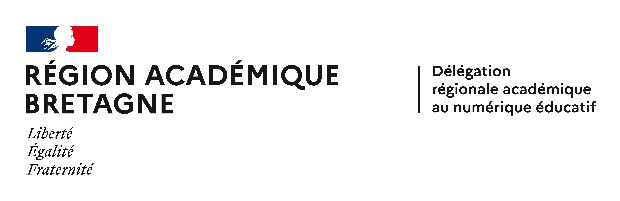 RÉGION ACADÉMIQUE
BRETAGNE
Liberté
Égalité
Fraternité
Délégation
régionale académique
au numérique éducatif